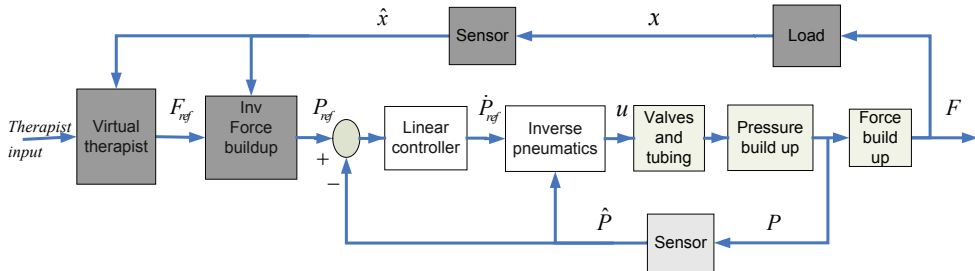 x̂
Sensor
x
Load
Therapist
input
Virtual
therapist
F_ref
Inv
Force
buildup
P_ref
+
−
Linear
controller
Ṗ_ref
Inverse
pneumatics
u
Valves
and
tubing
Pressure
build up
Force
build
up
F
P̂
Sensor
P